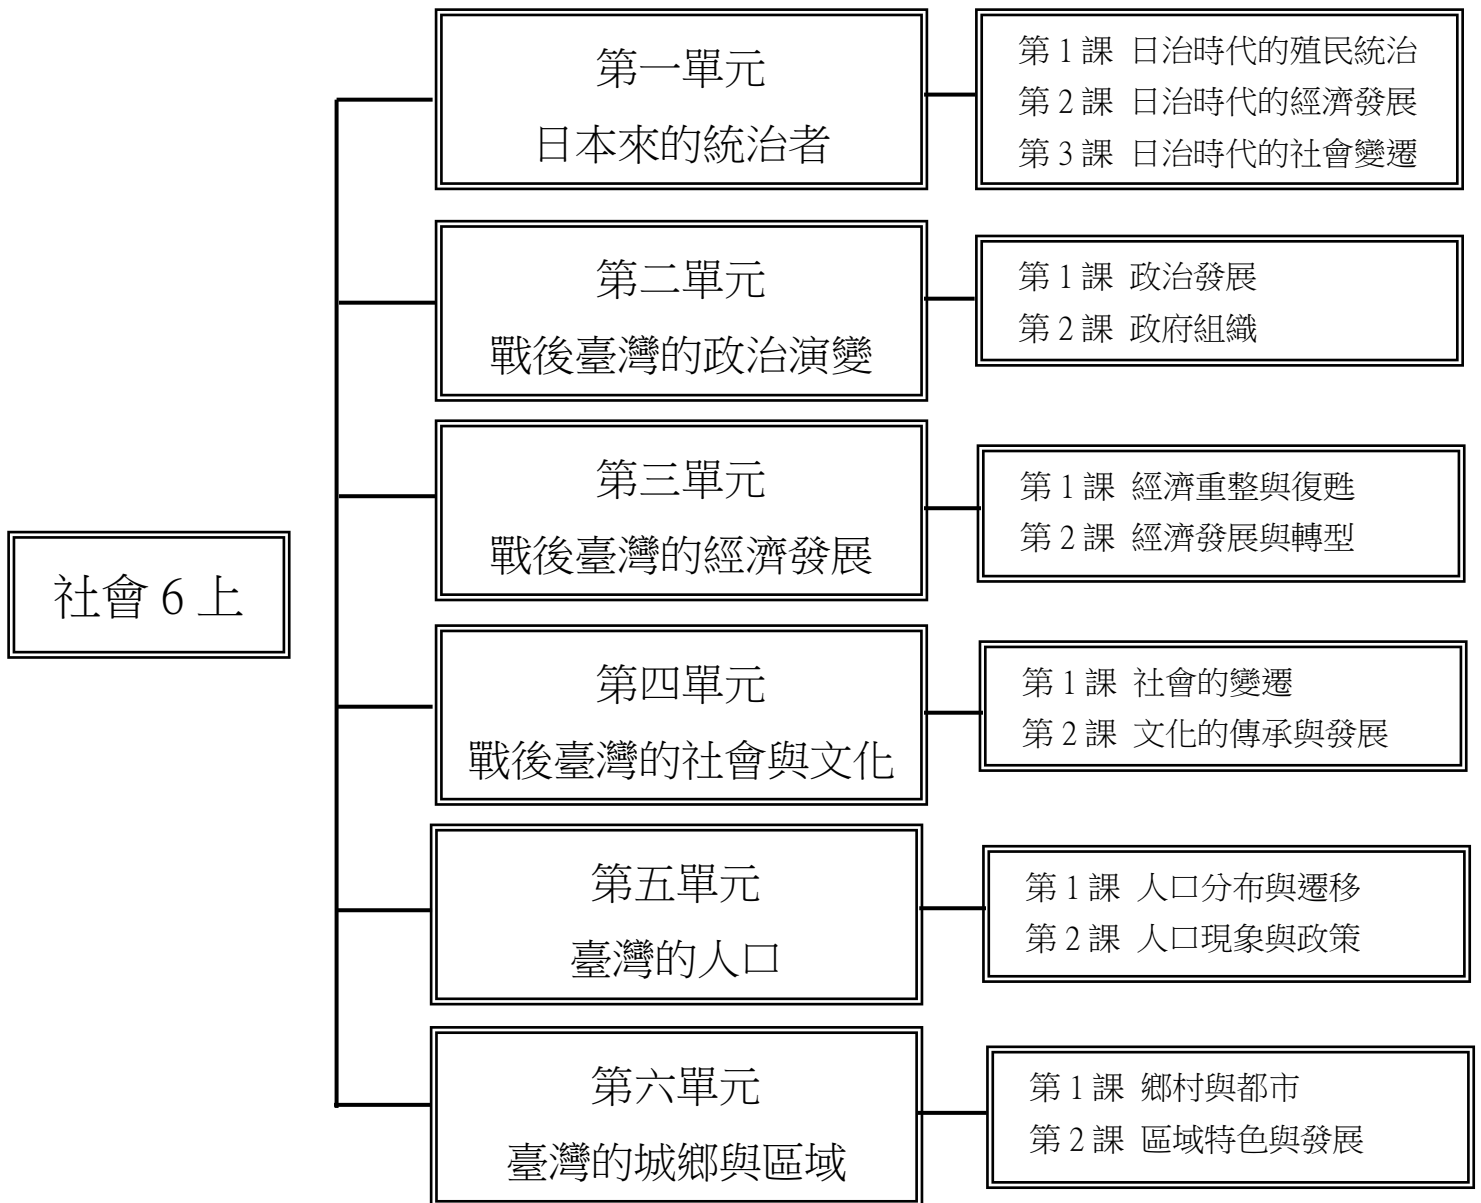 社會 6 上
第一單元
日本來的統治者
第 1 課 日治時代的殖民統治
第 2 課 日治時代的經濟發展
第 3 課 日治時代的社會變遷
第二單元
戰後臺灣的政治演變
第 1 課 政治發展
第 2 課 政府組織
第三單元
戰後臺灣的經濟發展
第 1 課 經濟重整與復甦
第 2 課 經濟發展與轉型
第四單元
戰後臺灣的社會與文化
第 1 課 社會的變遷
第 2 課 文化的傳承與發展
第五單元
臺灣的人口
第 1 課 人口分布與遷移
第 2 課 人口現象與政策
第六單元
臺灣的城鄉與區域
第 1 課 鄉村與都市
第 2 課 區域特色與發展